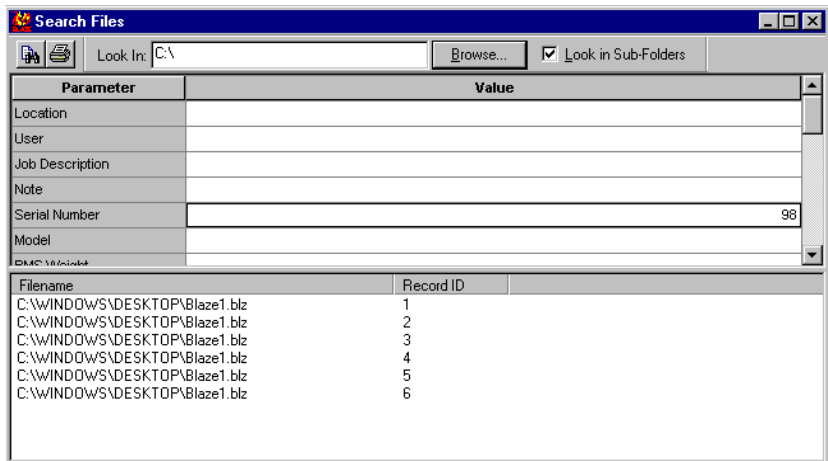 Search Files
Look In: C:\ Browse... Look in Sub-Folders
Parameter Value
Location
User
Job Description
Note
Serial Number 98
Model
RMS Weight
Filename Record ID
C:\WINDOWS\DESKTOP\Blaze1.blz 1
C:\WINDOWS\DESKTOP\Blaze1.blz 2
C:\WINDOWS\DESKTOP\Blaze1.blz 3
C:\WINDOWS\DESKTOP\Blaze1.blz 4
C:\WINDOWS\DESKTOP\Blaze1.blz 5
C:\WINDOWS\DESKTOP\Blaze1.blz 6